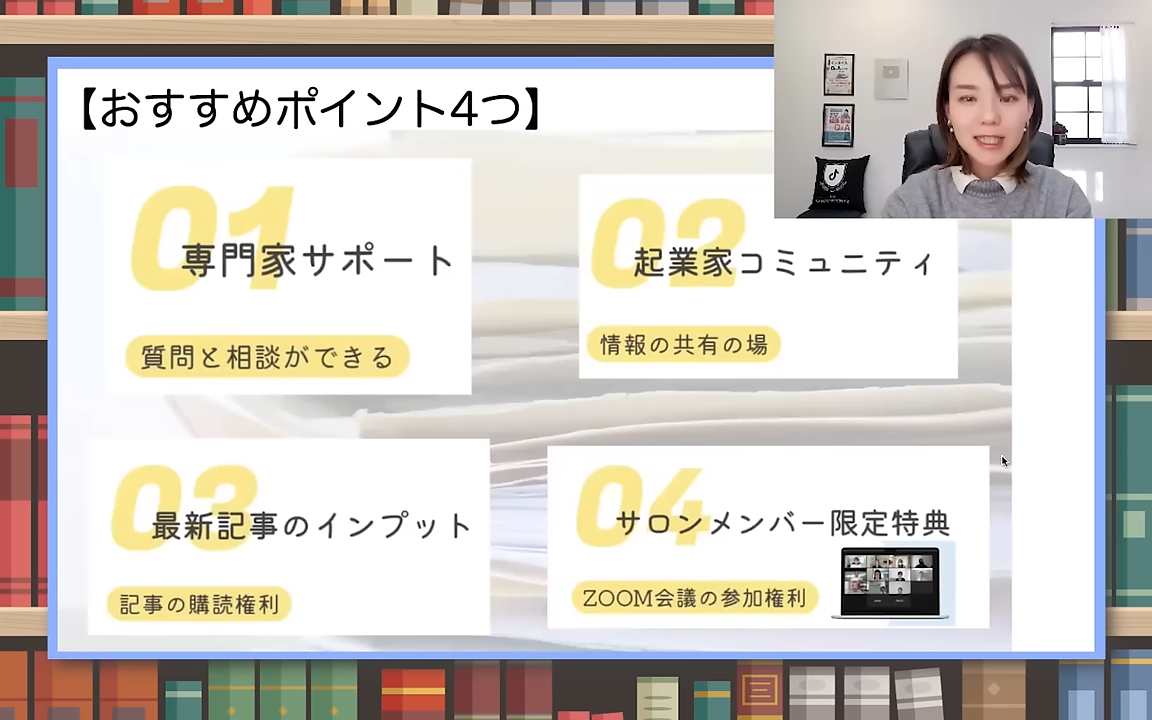 【おすすめポイント4つ】
01
専門家サポート
質問と相談ができる
02
起業家コミュニティ
情報の共有の場
03
最新記事のインプット
記事の購読権利
04
サロンメンバー限定特典
ZOOM会議の参加権利
Q&A